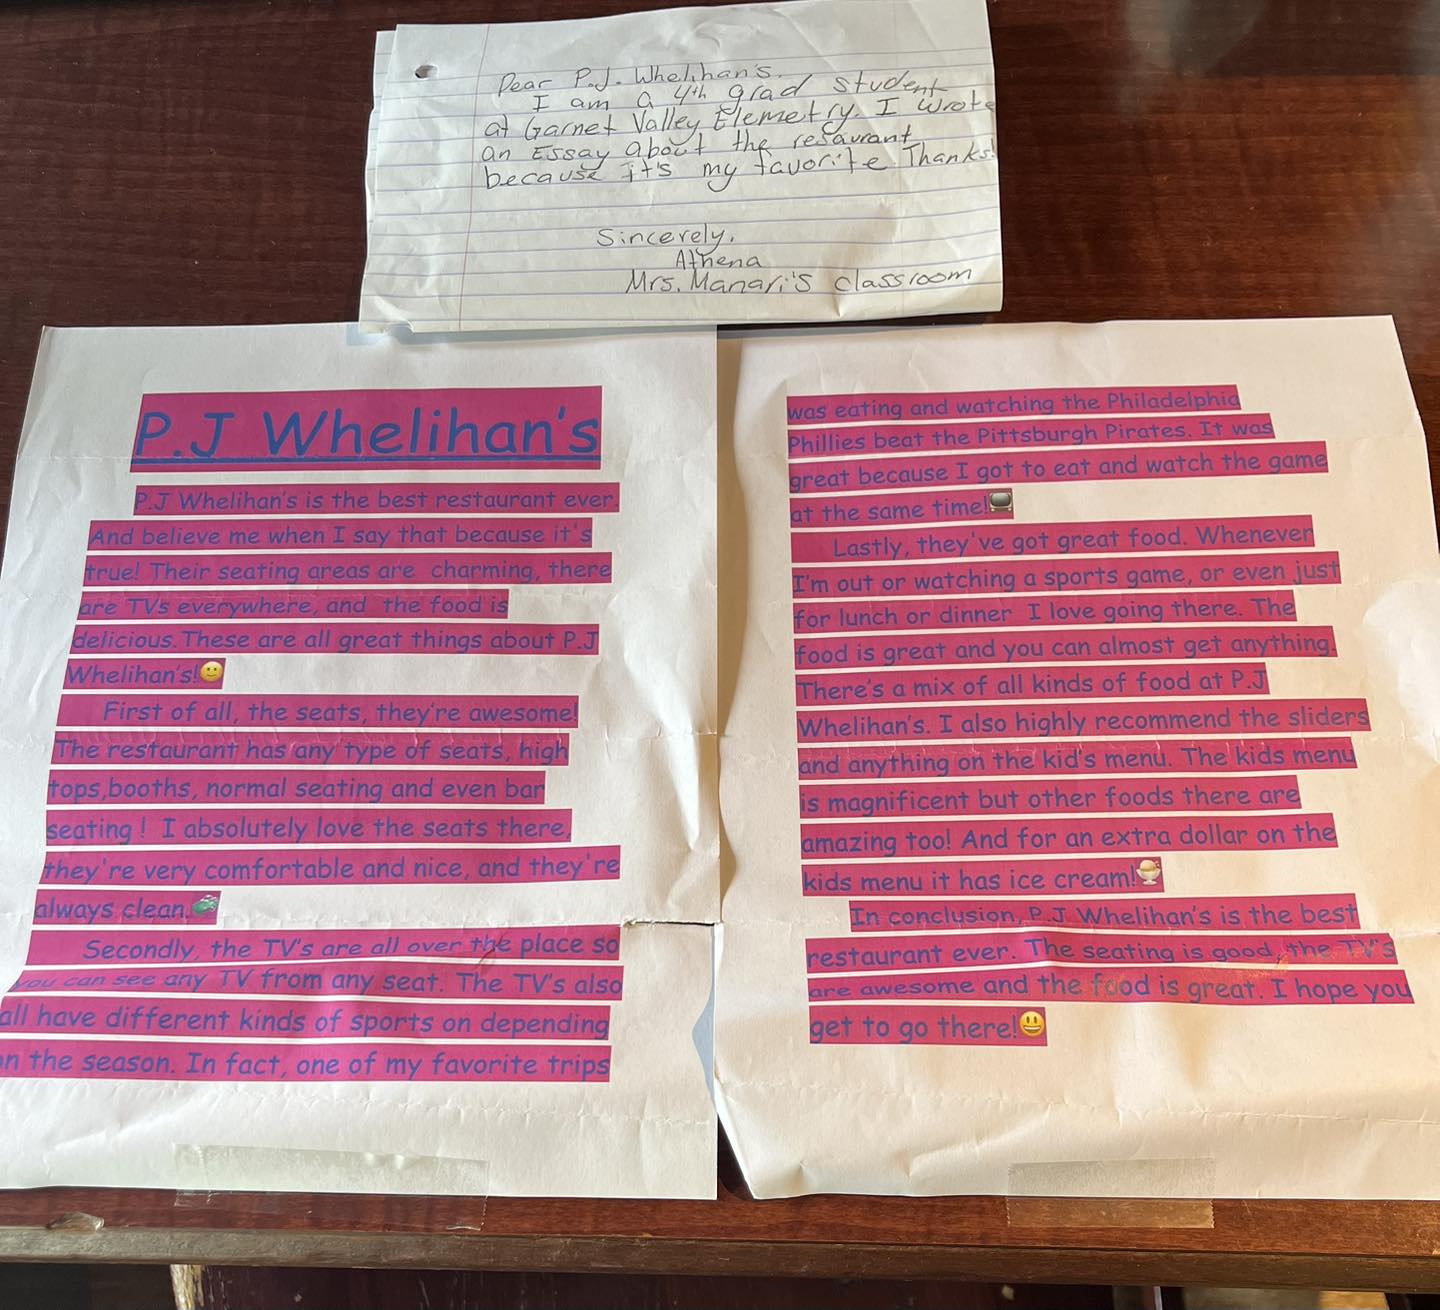 Dear P.J. Whelihan's.
I am a 4th grad student
at Garnet Valley Elemetry. I wrote
an Essay about the resaurant
because it's my favorite Thanks!
Sincerely,
Athena
Mrs. Manari's classroom
P.J Whelihan's
P.J Whelihan's is the best restaurant ever.
And believe me when I say that because it's
true! Their seating areas are charming, there
are TVs everywhere, and the food is
delicious.These are all great things about P.J
Whelihan's!🙂
First of all, the seats, they're awesome!
The restaurant has any type of seats, high
tops,booths, normal seating and even bar
seating! I absolutely love the seats there,
they're very comfortable and nice, and they're
always clean.
Secondly, the TV's are all over the place so
you can see any TV from any seat. The TV's also
all have different kinds of sports on depending
on the season. In fact, one of my favorite trips
was eating and watching the Philadelphia
Phillies beat the Pittsburgh Pirates. It was
great because I got to eat and watch the game
at the same time!📺
Lastly, they've got great food. Whenever
I'm out or watching a sports game, or even just
for lunch or dinner I love going there. The
food is great and you can almost get anything.
There's a mix of all kinds of food at P.J
Whelihan's. I also highly recommend the sliders
and anything on the kid's menu. The kids menu
is magnificent but other foods there are
amazing too! And for an extra dollar on the
kids menu it has ice cream!🍨
In conclusion, P.J Whelihan's is the best
restaurant ever. The seating is good, the TV's
are awesome and the food is great. I hope you
get to go there!😃